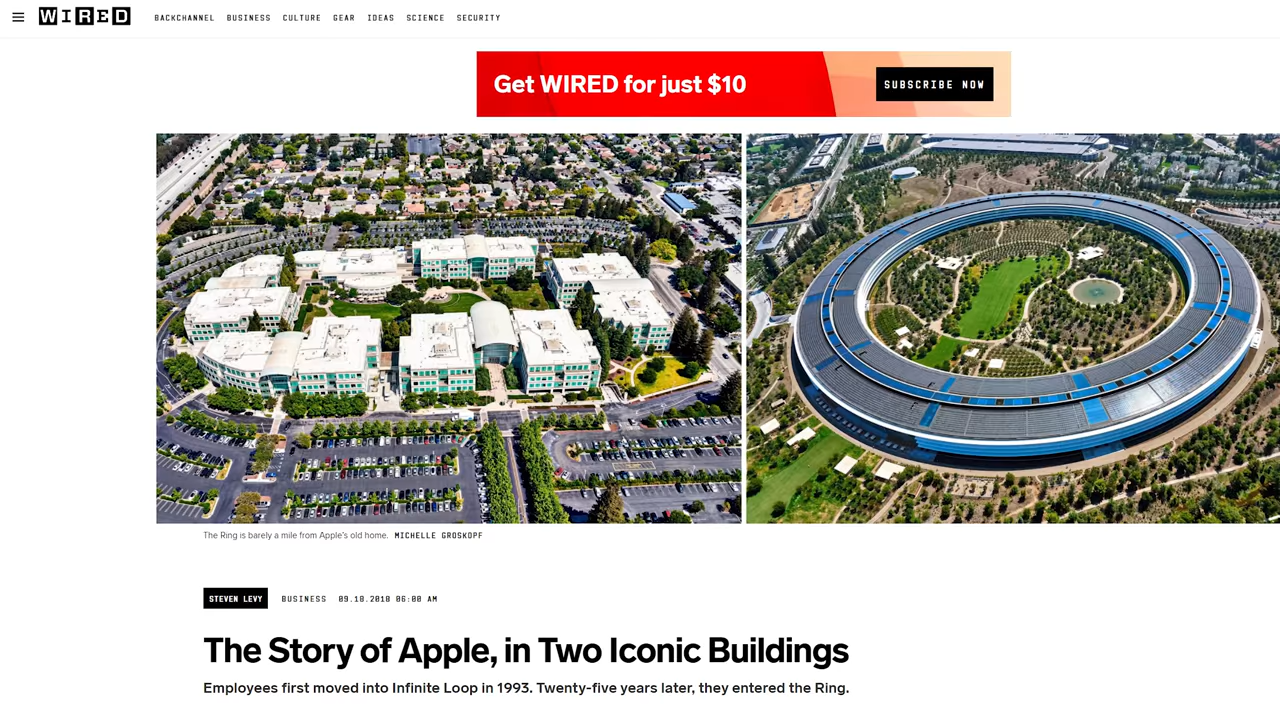 WIRED BACKCHANNEL BUSINESS CULTURE GEAR IDEAS SCIENCE SECURITY
Get WIRED for just $10 SUBSCRIBE NOW
The Ring is barely a mile from Apple's old home. MICHELLE GROSKOPF
STEVEN LEVY BUSINESS 09.18.2018 06:00 AM
The Story of Apple, in Two Iconic Buildings
Employees first moved into Infinite Loop in 1993. Twenty-five years later, they entered the Ring.